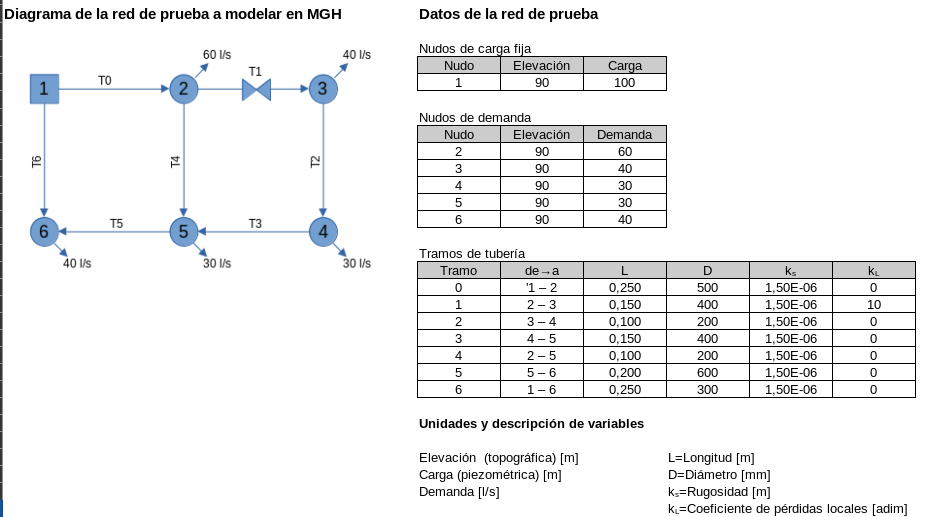 Diagrama de la red de prueba a modelar en MGH
60 l/s
40 l/s
T1
T0
1
2
3
T6
T4
T2
T5
T3
6
5
4
40 l/s
30 l/s
30 l/s
Datos de la red de prueba
Nudos de carga fija
Nudo Elevación Carga
1 90 100
Nudos de demanda
Nudo Elevación Demanda
2 90 60
3 90 40
4 90 30
5 90 30
6 90 40
Tramos de tubería
Tramo de→a L D kₛ k_L
0 '1 – 2 0,250 500 1,50E-06 0
1 2 – 3 0,150 400 1,50E-06 10
2 3 – 4 0,100 200 1,50E-06 0
3 4 – 5 0,150 400 1,50E-06 0
4 2 – 5 0,100 200 1,50E-06 0
5 5 – 6 0,200 600 1,50E-06 0
6 1 – 6 0,250 300 1,50E-06 0
Unidades y descripción de variables
Elevación (topográfica) [m]
Carga (piezométrica) [m]
Demanda [l/s]
L=Longitud [m]
D=Diámetro [mm]
kₛ=Rugosidad [m]
k_L=Coeficiente de pérdidas locales [adim]